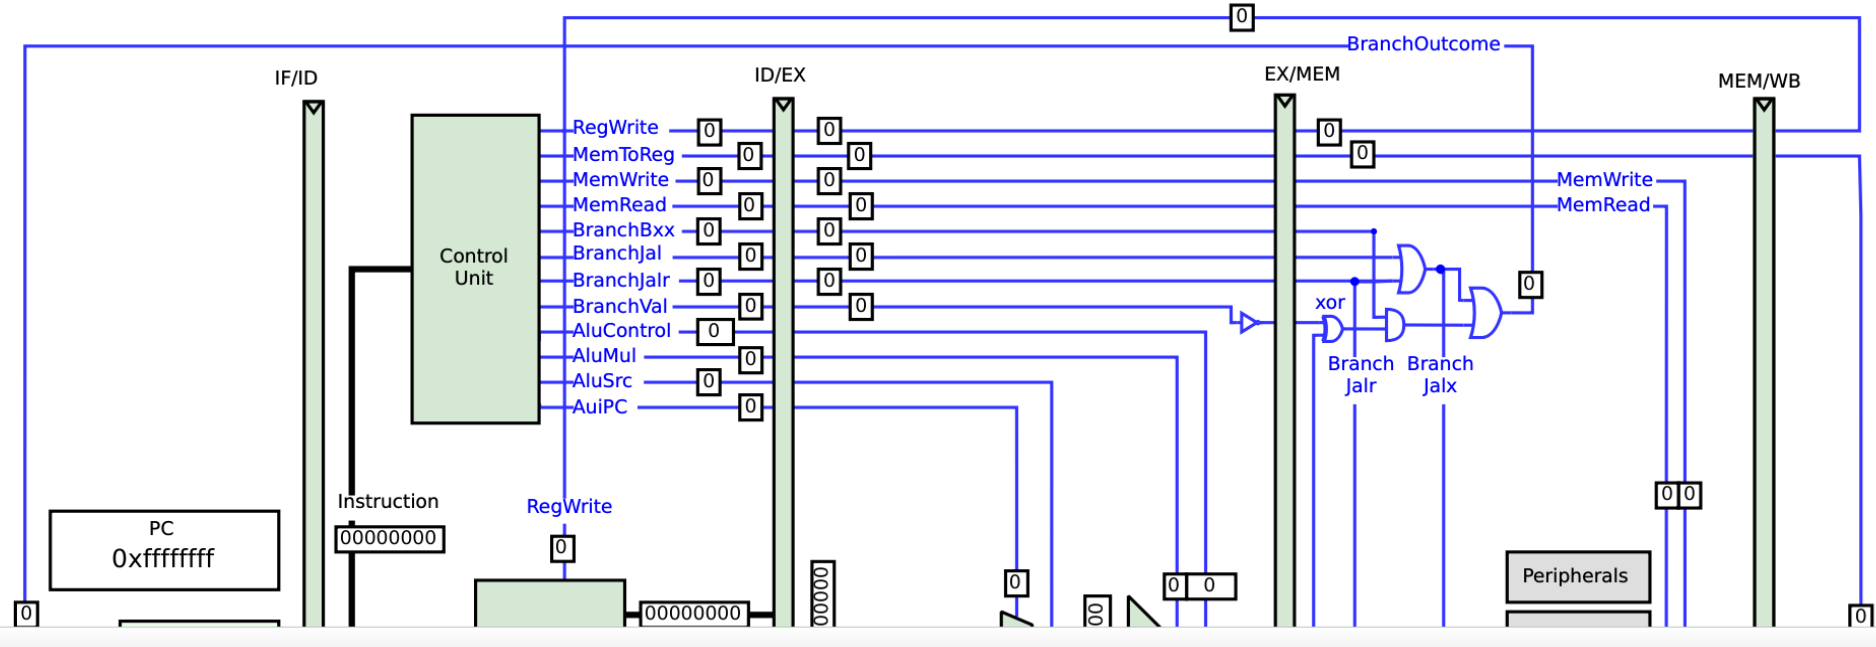 0
BranchOutcome
IF/ID
ID/EX
EX/MEM
MEM/WB
RegWrite 0 0 0
MemToReg 0 0 0
MemWrite 0 0 MemWrite
MemRead 0 0 MemRead
BranchBxx 0 0
BranchJal 0 0
BranchJalr 0 0 0
BranchVal 0 0
xor
AluControl 0
AluMul 0
AluSrc 0
AuiPC 0
Control
Unit
Branch
Jalr
Branch
Jalx
Instruction
00000000
RegWrite
0
0 0
PC
0xffffffff
0
0
0 0
Peripherals
0
00000000
00000
00
0